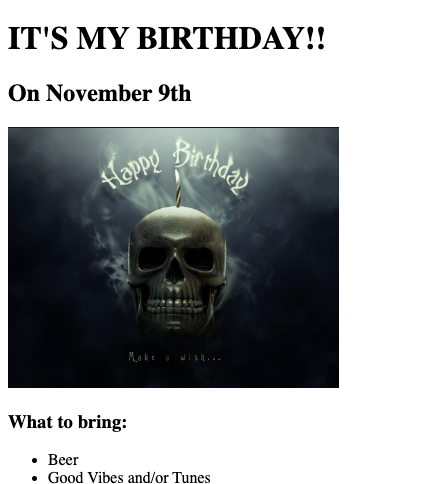 IT'S MY BIRTHDAY!!
On November 9th
Happy Birthday
Make a wish...
What to bring:
Beer
Good Vibes and/or Tunes